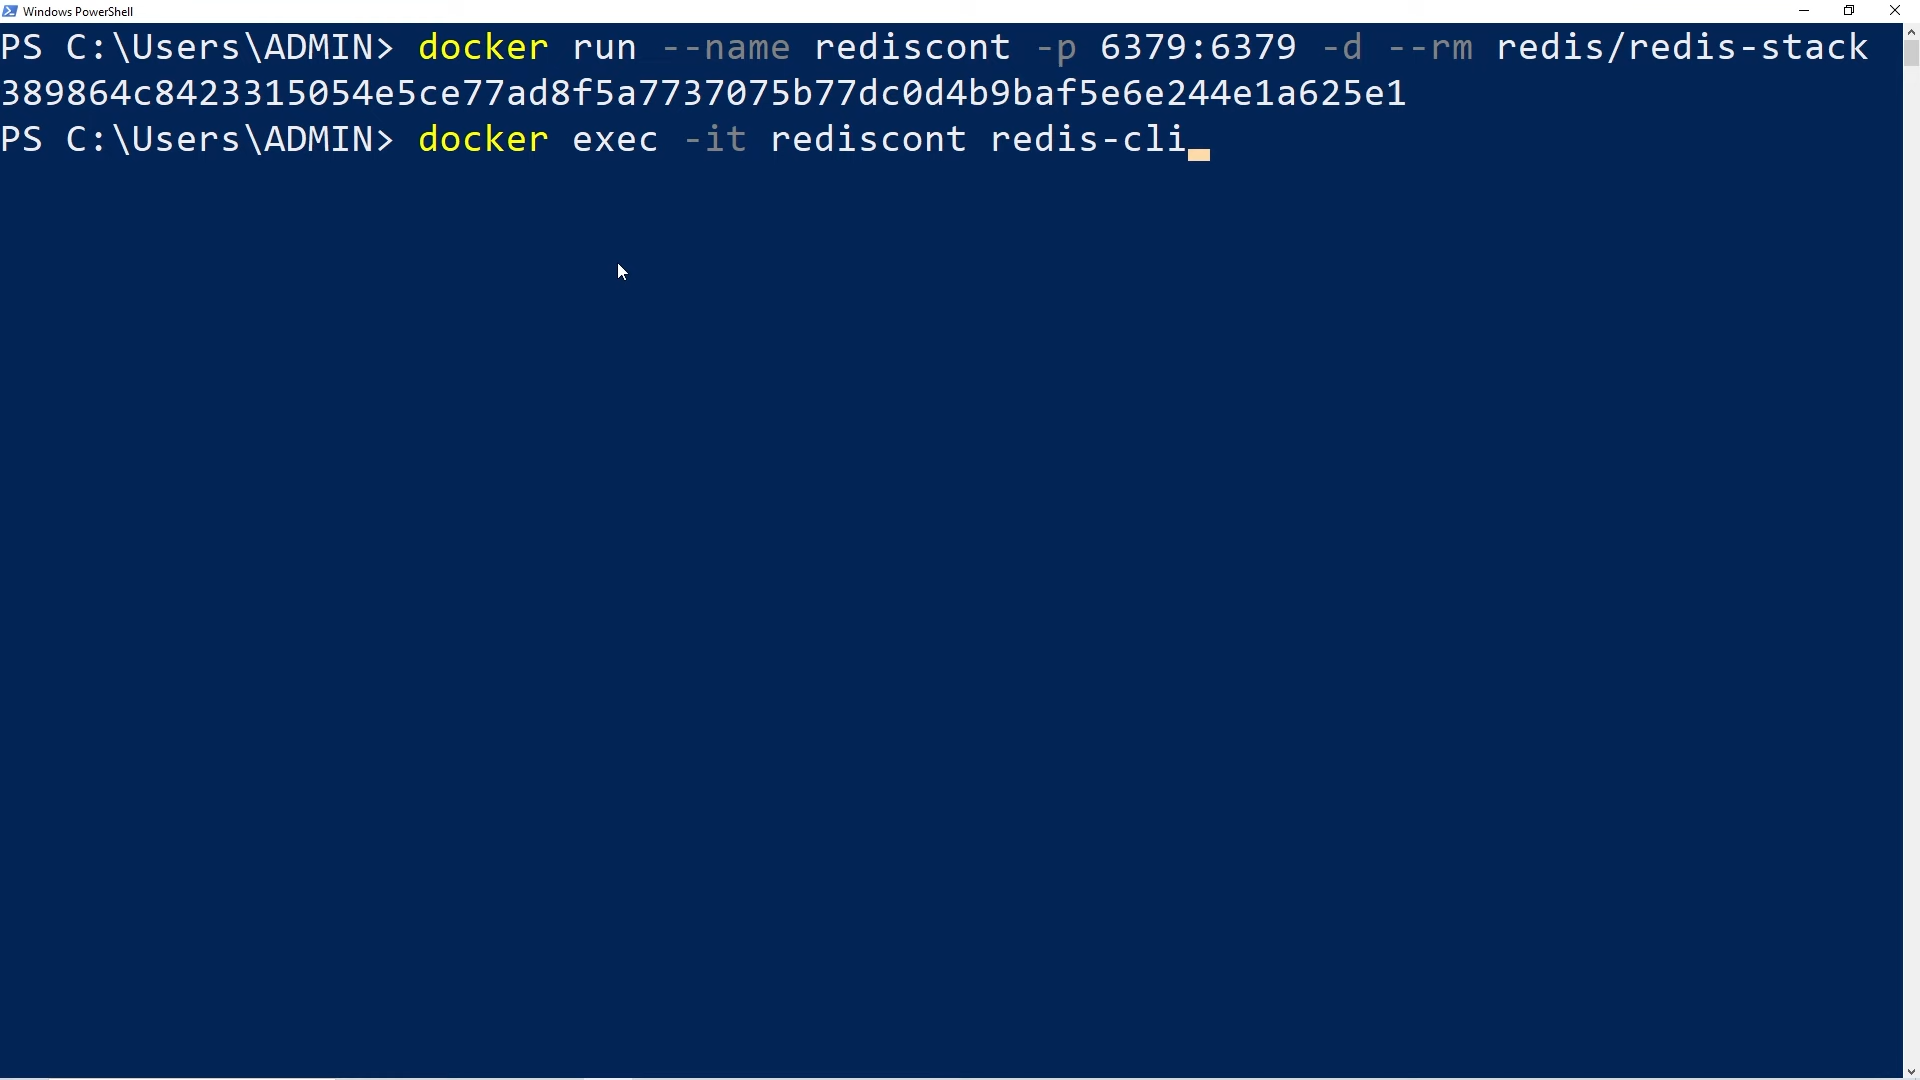 Windows PowerShell
PS C:\Users\ADMIN> docker run --name rediscont -p 6379:6379 -d --rm redis/redis-stack
389864c8423315054e5ce77ad8f5a7737075b77dc0d4b9baf5e6e244e1a625e1
PS C:\Users\ADMIN> docker exec -it rediscont redis-cli